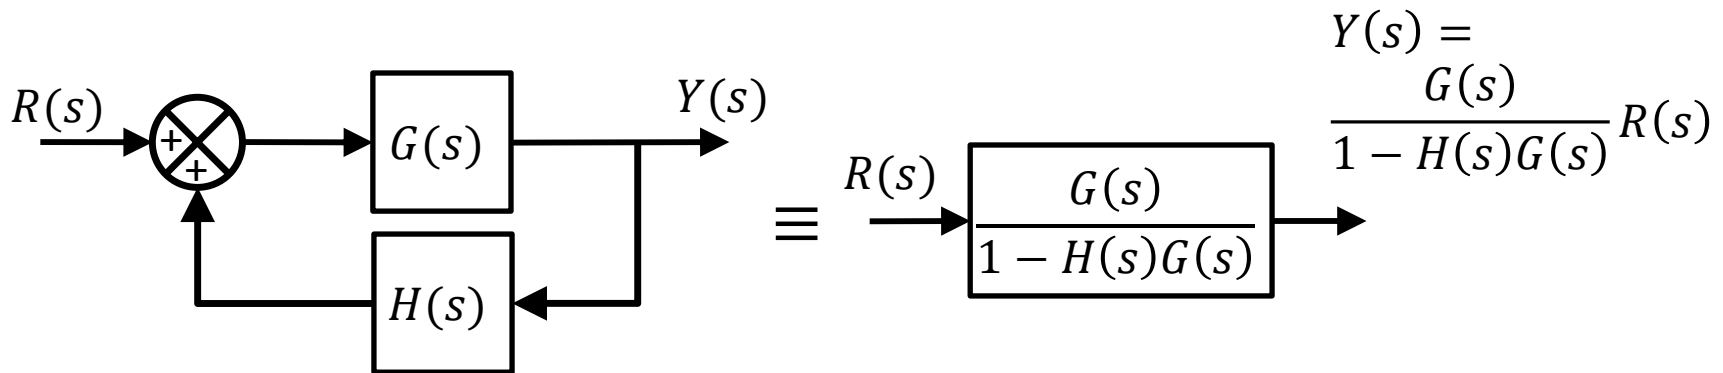 R(s)
+
+
G(s)
Y(s)
H(s)
≡
R(s)
G(s)
1 − H(s)G(s)
Y(s) =
G(s)
1 − H(s)G(s)
R(s)